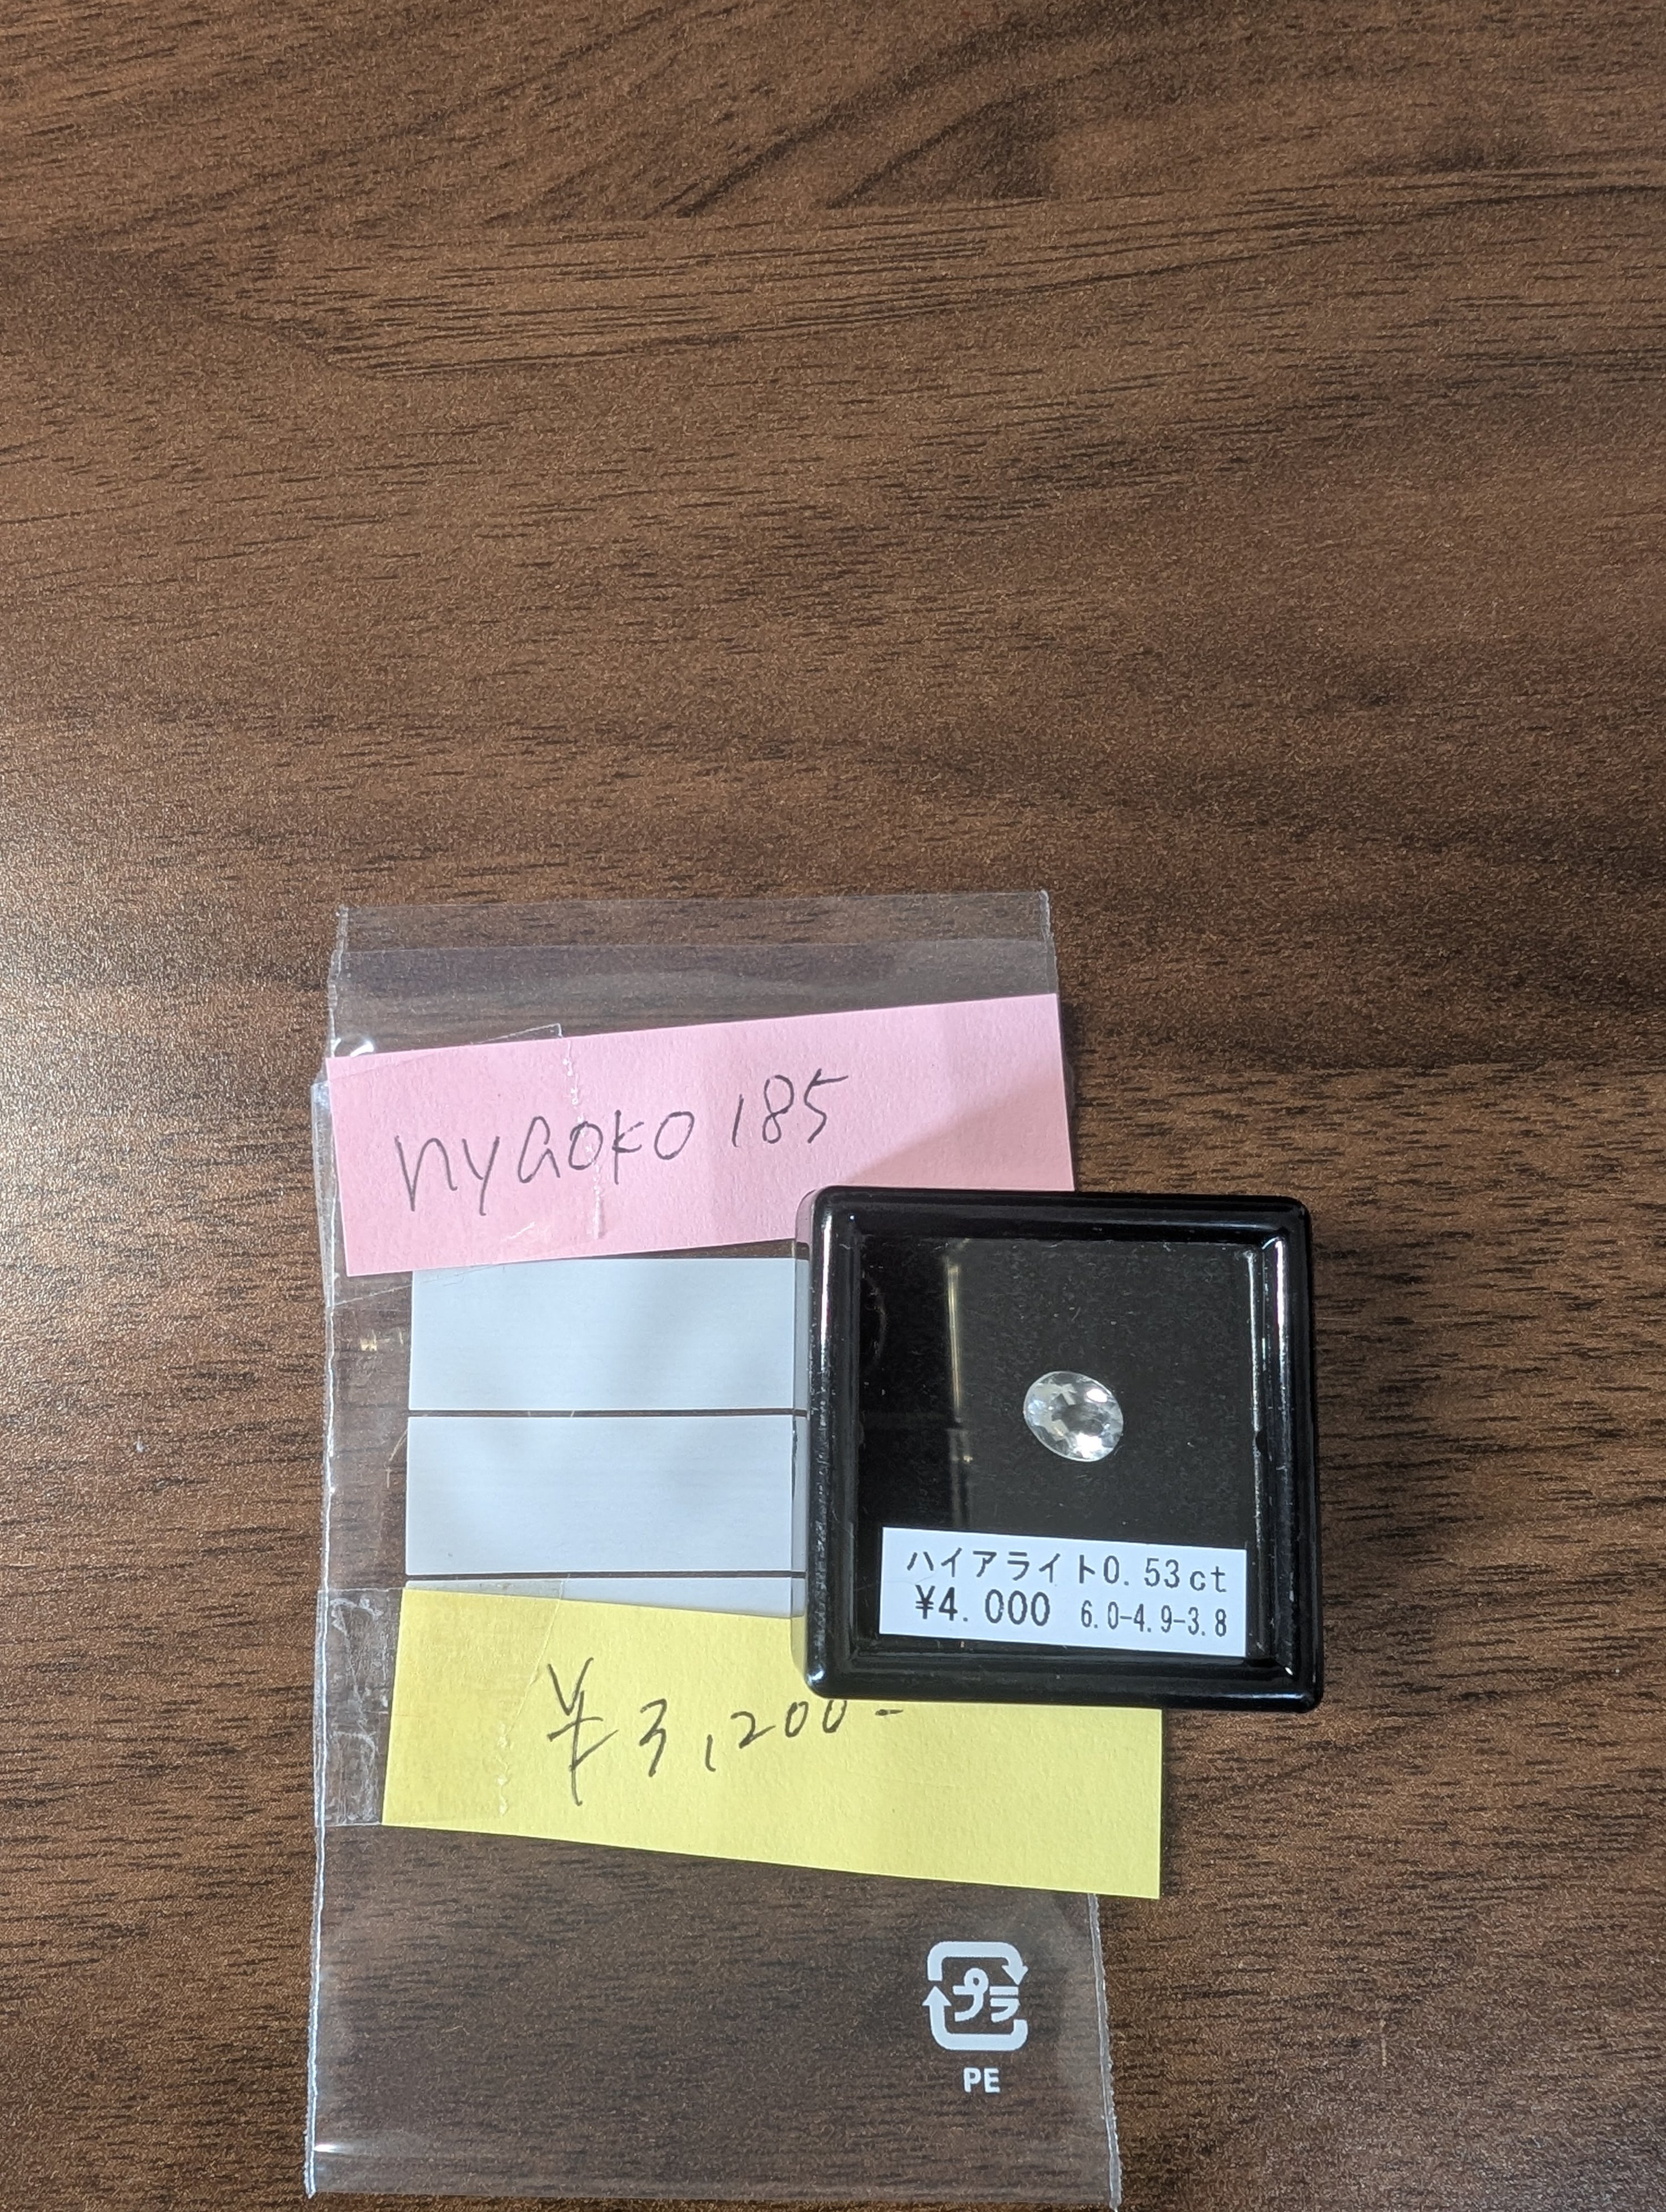 nyaoko185
ハイアライト0.53ct
¥4.000 6.0-4.9-3.8
¥3,200-
プラ
PE